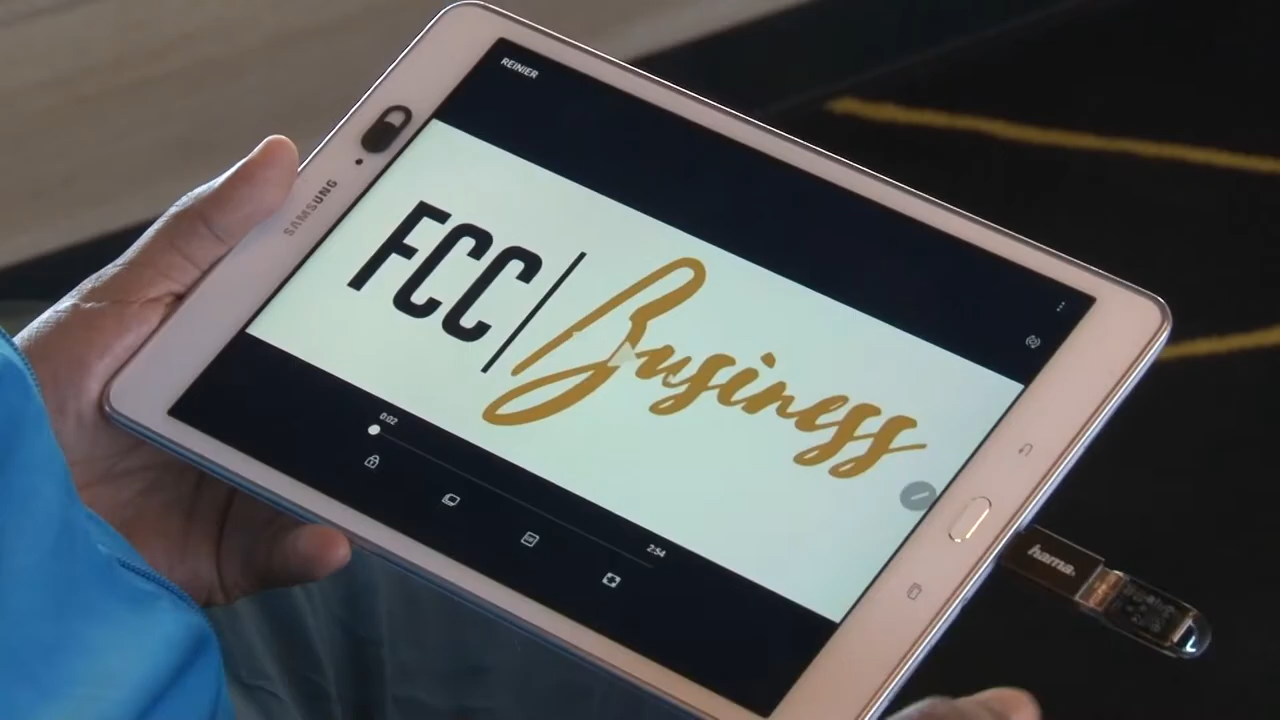 REINIER
SAMSUNG
FCC | Business
0:02
2:54
hama.